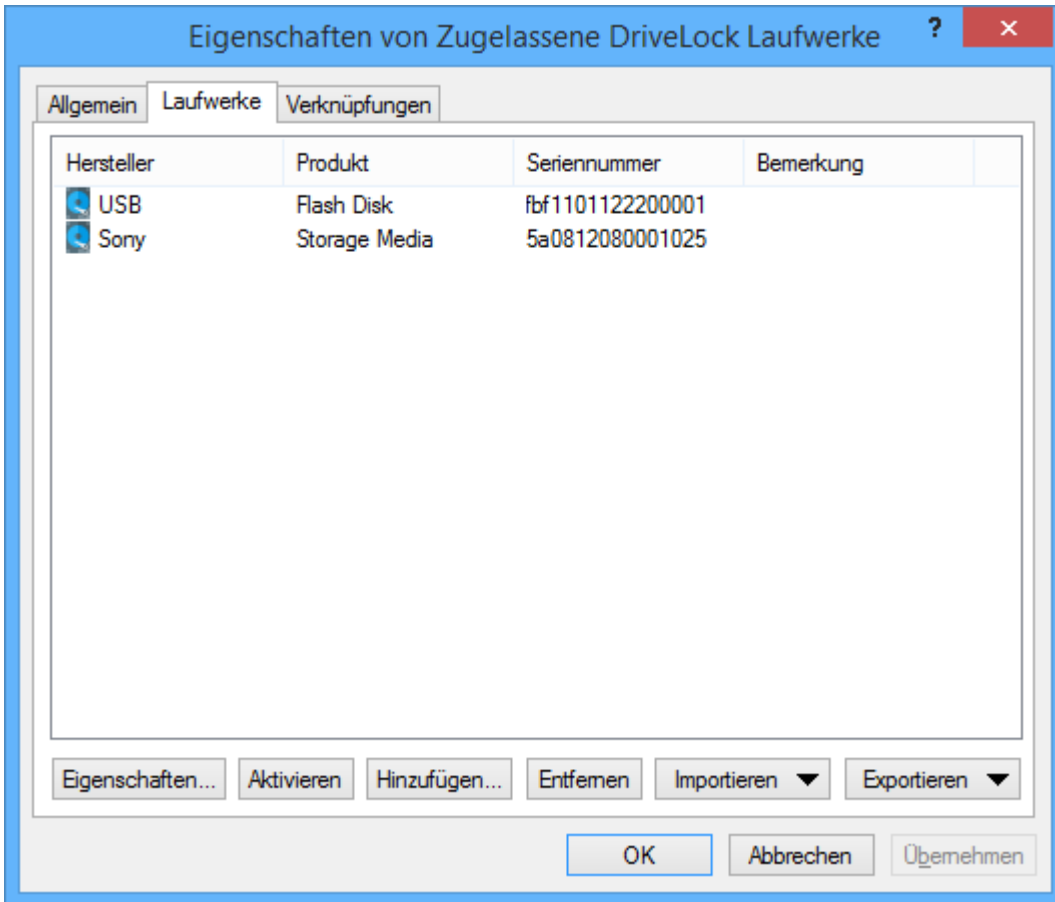 Eigenschaften von Zugelassene DriveLock Laufwerke ? ×
Allgemein Laufwerke Verknüpfungen
Hersteller Produkt Seriennummer Bemerkung
USB Flash Disk fbf1101122200001
Sony Storage Media 5a0812080001025
Eigenschaften... Aktivieren Hinzufügen... Entfernen Importieren Exportieren
OK Abbrechen Übernehmen